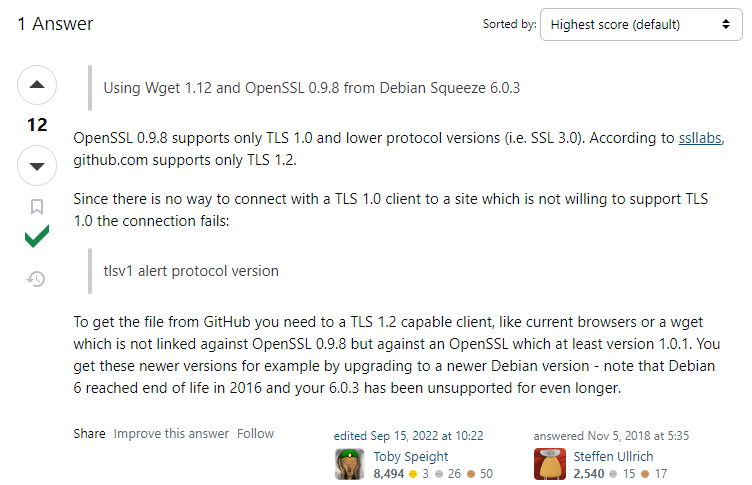 1 Answer
Sorted by:
Highest score (default)
Using Wget 1.12 and OpenSSL 0.9.8 from Debian Squeeze 6.0.3
12
OpenSSL 0.9.8 supports only TLS 1.0 and lower protocol versions (i.e. SSL 3.0). According to ssllabs,
github.com supports only TLS 1.2.
Since there is no way to connect with a TLS 1.0 client to a site which is not willing to support TLS
1.0 the connection fails:
tlsv1 alert protocol version
To get the file from GitHub you need to a TLS 1.2 capable client, like current browsers or a wget
which is not linked against OpenSSL 0.9.8 but against an OpenSSL which at least version 1.0.1. You
get these newer versions for example by upgrading to a newer Debian version - note that Debian
6 reached end of life in 2016 and your 6.0.3 has been unsupported for even longer.
Share Improve this answer Follow
edited Sep 15, 2022 at 10:22
Toby Speight
8,494 3 26 50
answered Nov 5, 2018 at 5:35
Steffen Ullrich
2,540 15 17